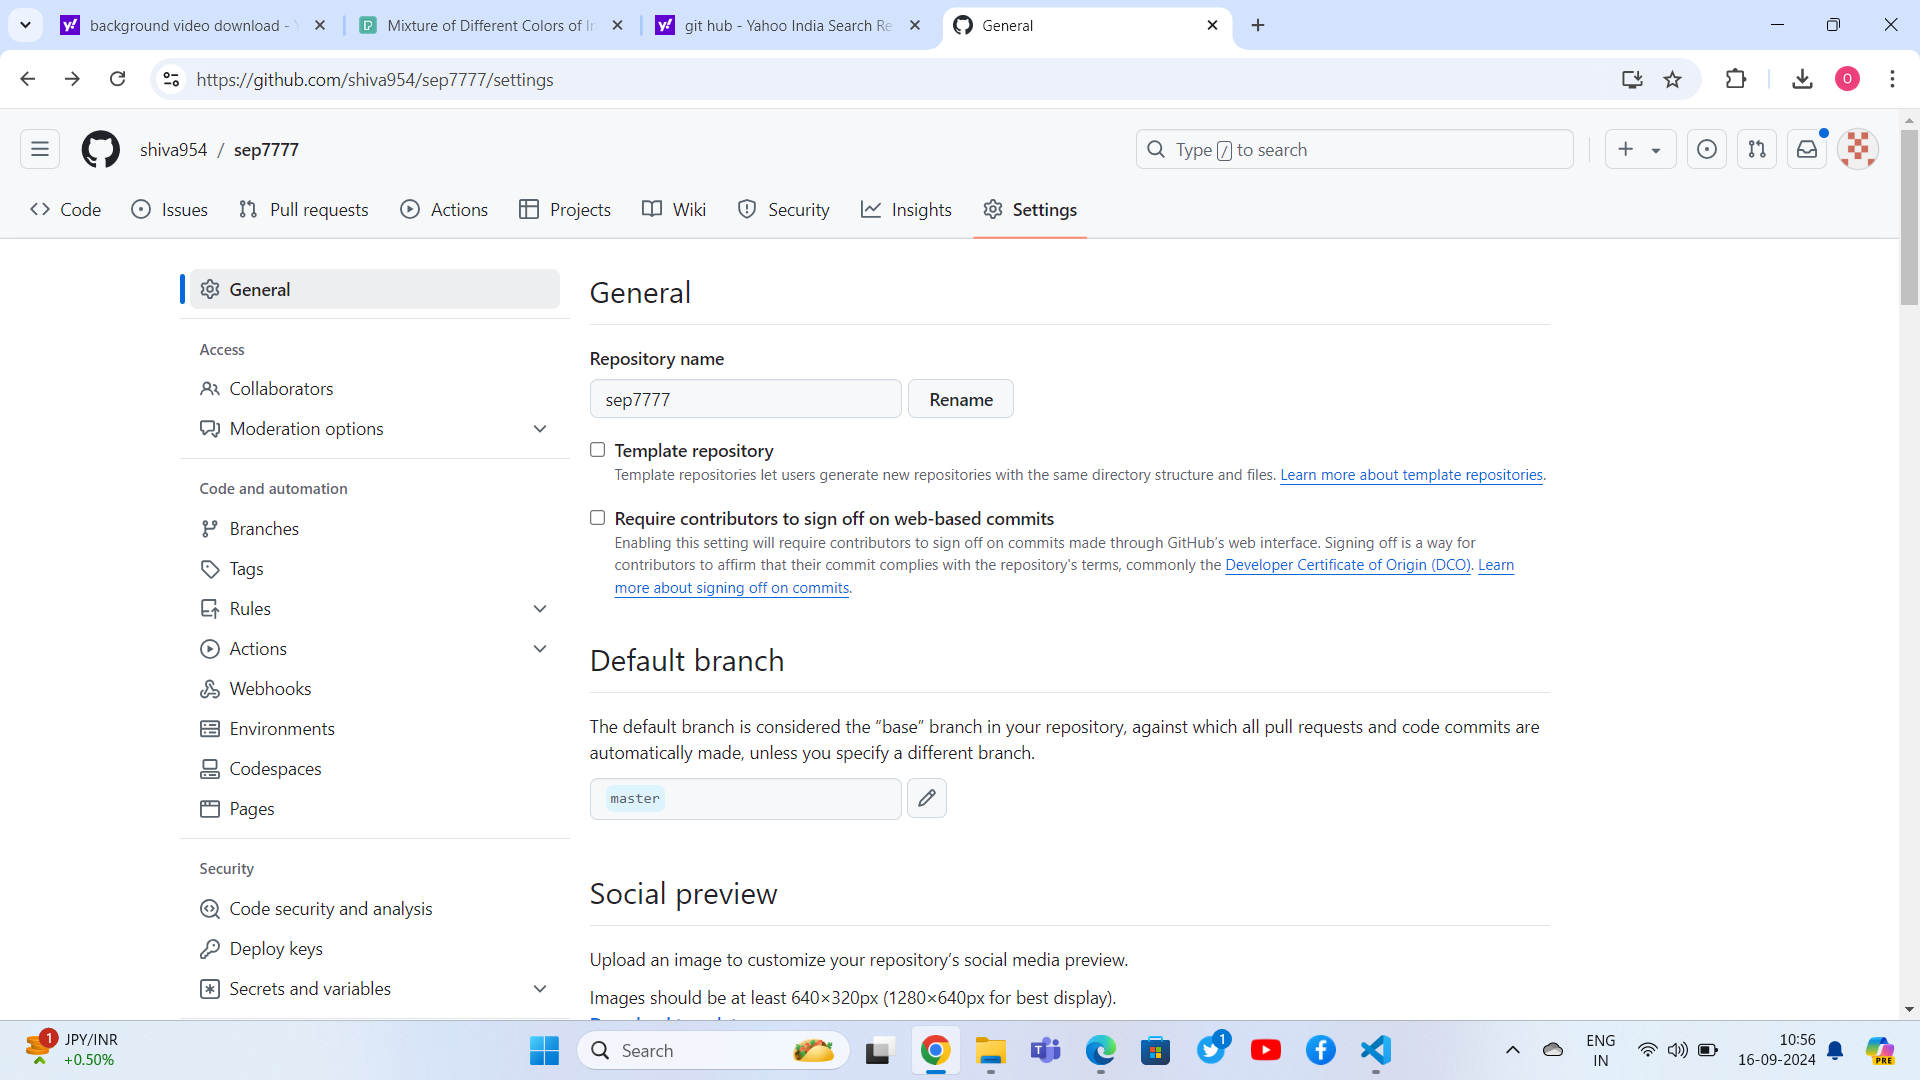 background video download - Y
Mixture of Different Colors of In
git hub - Yahoo India Search Re
General
https://github.com/shiva954/sep7777/settings
O
shiva954 / sep7777
Type / to search
Code
Issues
Pull requests
Actions
Projects
Wiki
Security
Insights
Settings
General
Access
Collaborators
Moderation options
Code and automation
Branches
Tags
Rules
Actions
Webhooks
Environments
Codespaces
Pages
Security
Code security and analysis
Deploy keys
Secrets and variables
General
Repository name
sep7777
Rename
Template repository
Template repositories let users generate new repositories with the same directory structure and files. Learn more about template repositories.
Require contributors to sign off on web-based commits
Enabling this setting will require contributors to sign off on commits made through GitHub's web interface. Signing off is a way for
contributors to affirm that their commit complies with the repository's terms, commonly the Developer Certificate of Origin (DCO). Learn
more about signing off on commits.
Default branch
The default branch is considered the “base” branch in your repository, against which all pull requests and code commits are
automatically made, unless you specify a different branch.
master
Social preview
Upload an image to customize your repository’s social media preview.
Images should be at least 640×320px (1280×640px for best display).
1
JPY/INR
+0.50%
Search
1
ENG
IN
10:56
16-09-2024
PRE